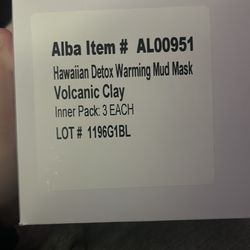 Alba Item # AL00951
Hawaiian Detox Warming Mud Mask
Volcanic Clay
Inner Pack: 3 EACH
LOT # 1196G1BL